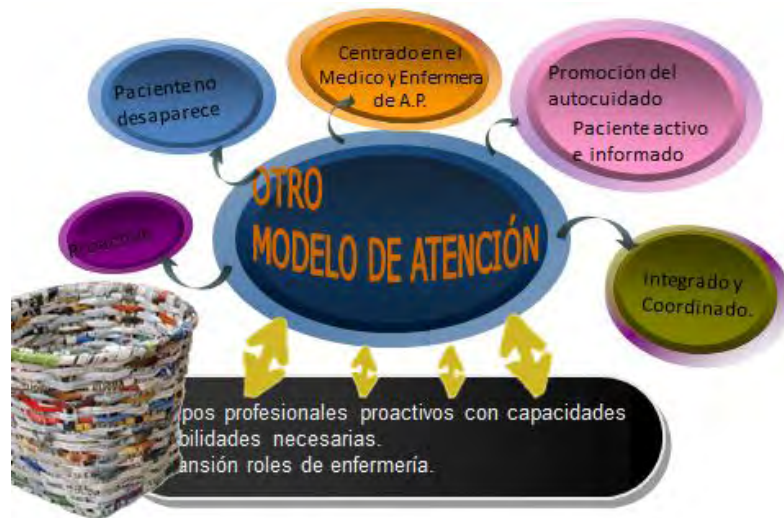 Centrado en el
Medico y Enfermera
de A.P.
Paciente no
desaparece
Promoción del
autocuidado
Paciente activo
e informado
OTRO
MODELO DE ATENCIÓN
Proactivo
Integrado y
Coordinado.
pos profesionales proactivos con capacidades
bilidades necesarias.
ansión roles de enfermería.